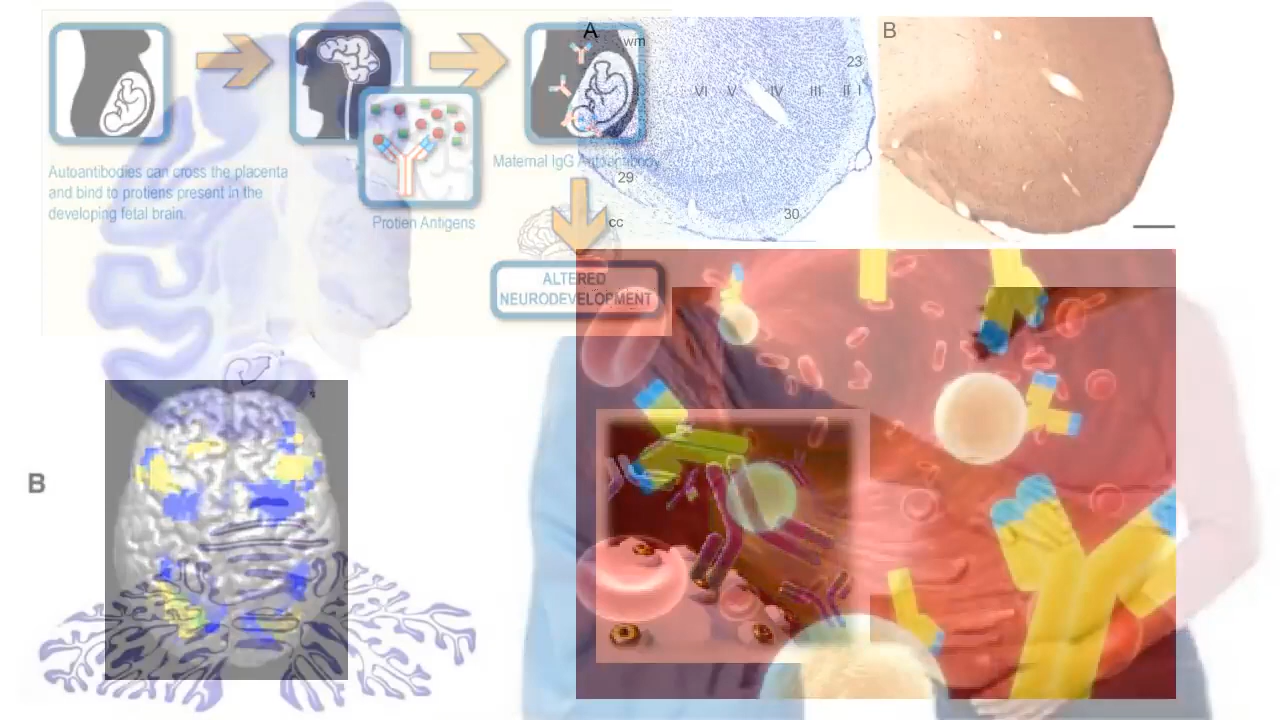 A
B
wm
23
VI V IV III II I
Autoantibodies can cross the placenta
and bind to protiens present in the
developing fetal brain.
Protien Antigens
Maternal IgG Autoantibody
29
30
cc
ALTERED
NEURODEVELOPMENT
B